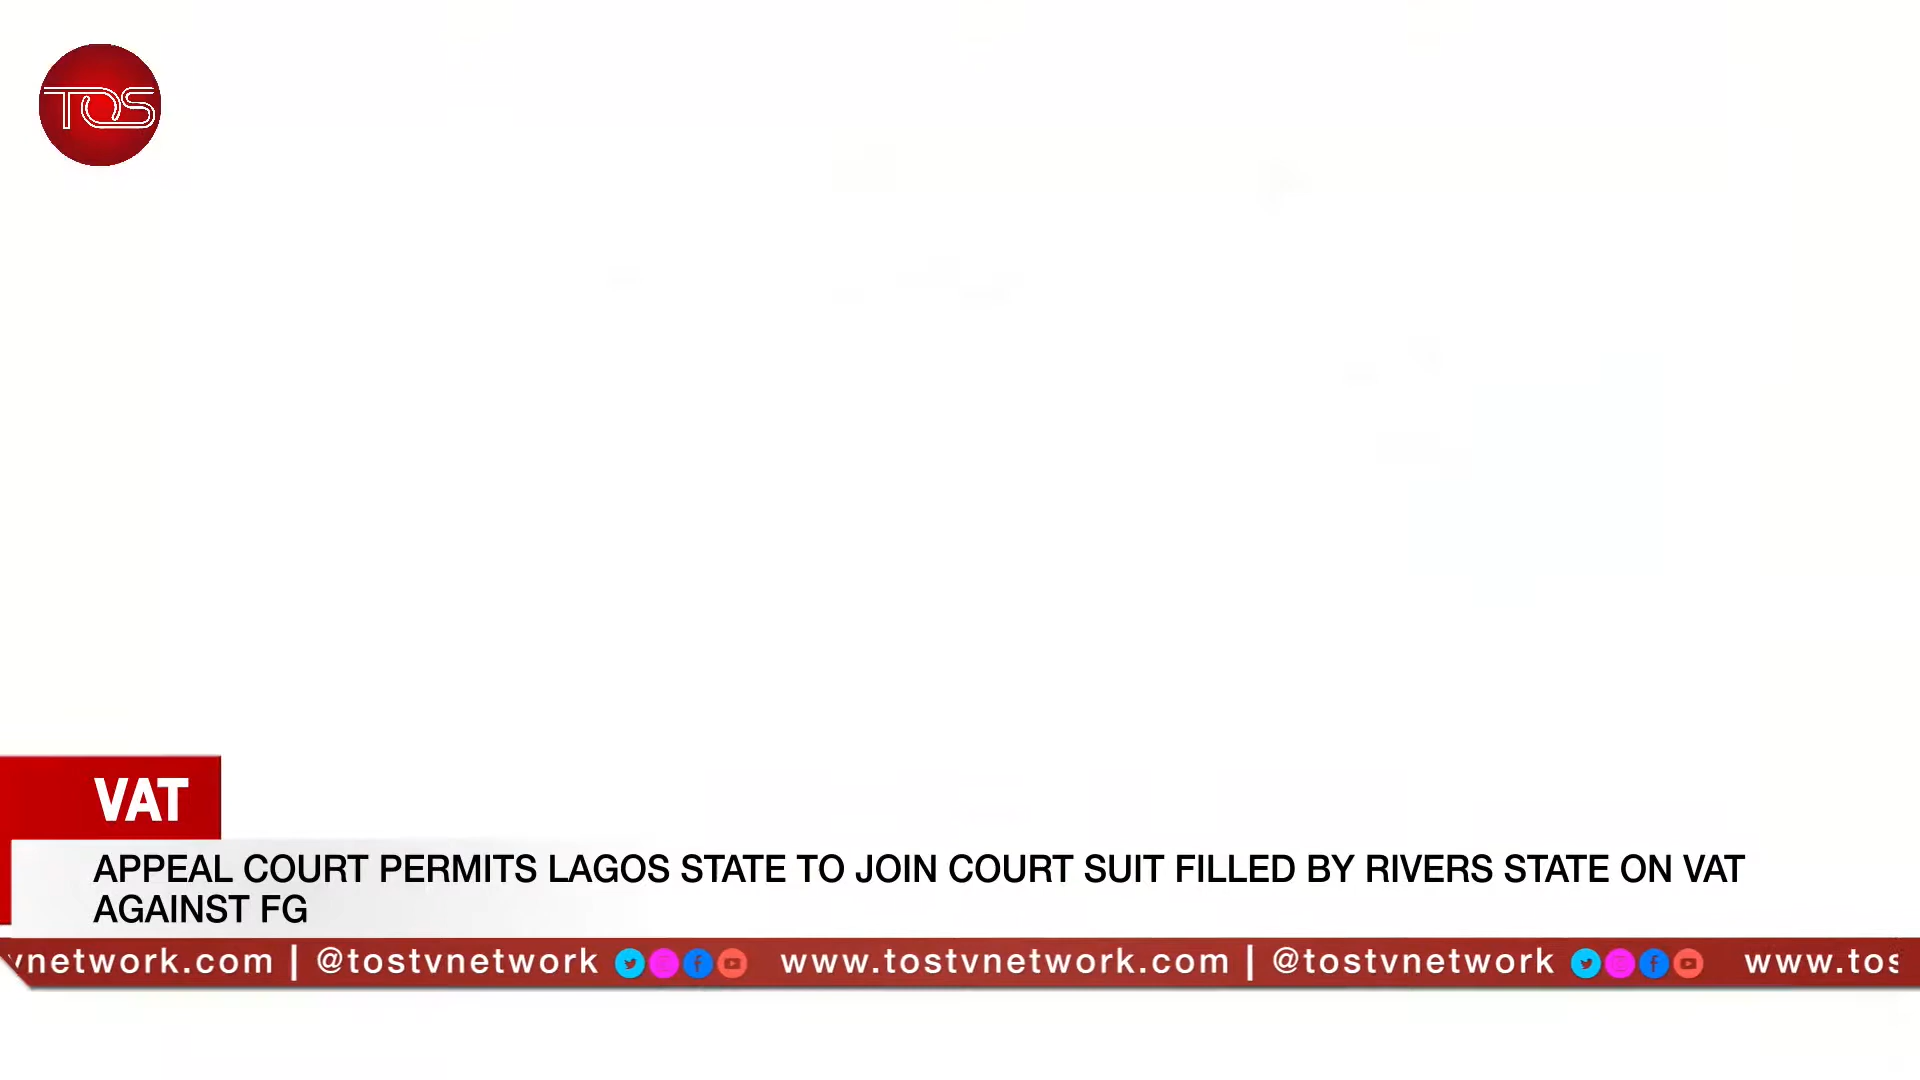 TOS
VAT
APPEAL COURT PERMITS LAGOS STATE TO JOIN COURT SUIT FILLED BY RIVERS STATE ON VAT
AGAINST FG
vnetwork.com | @tostvnetwork www.tostvnetwork.com | @tostvnetwork www.tos